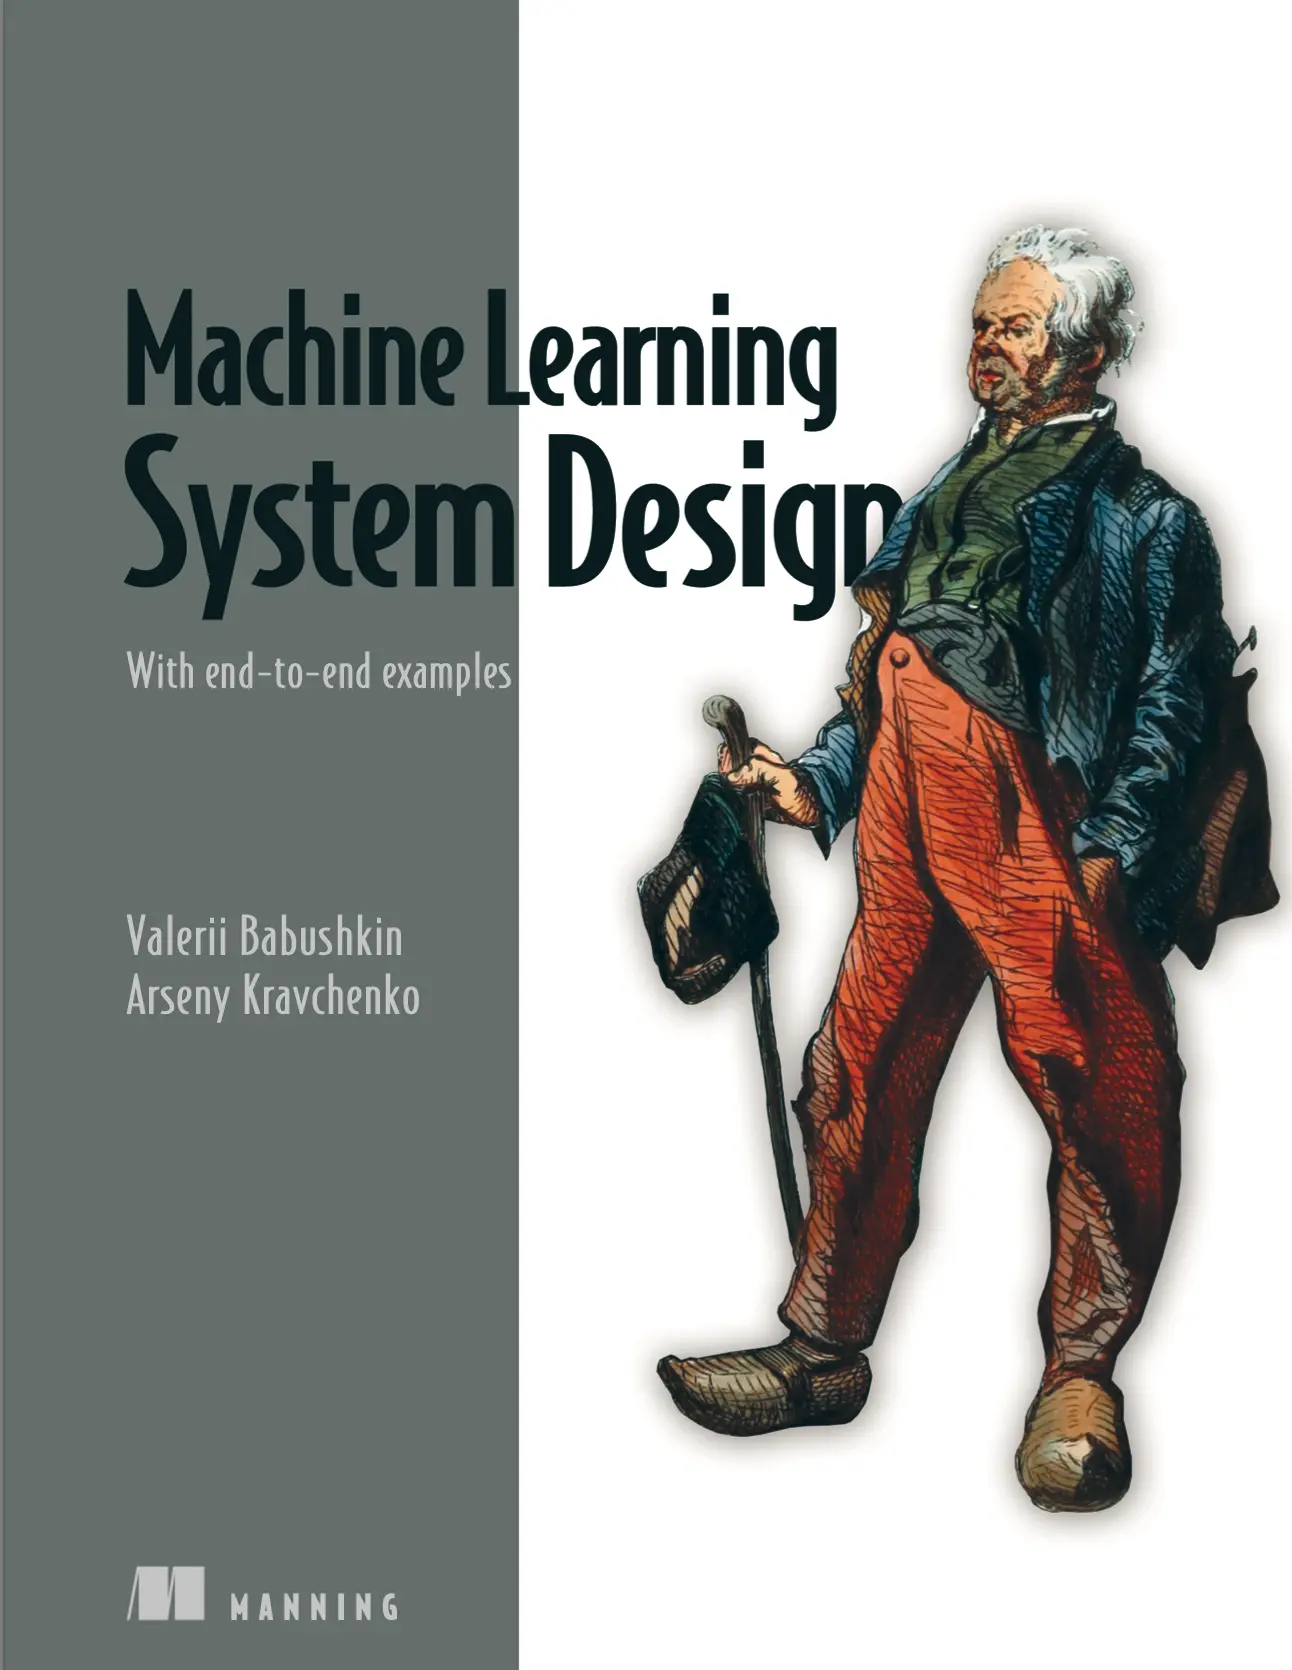 Machine Learning
System Design
With end-to-end examples
Valerii Babushkin
Arseny Kravchenko
MANNING